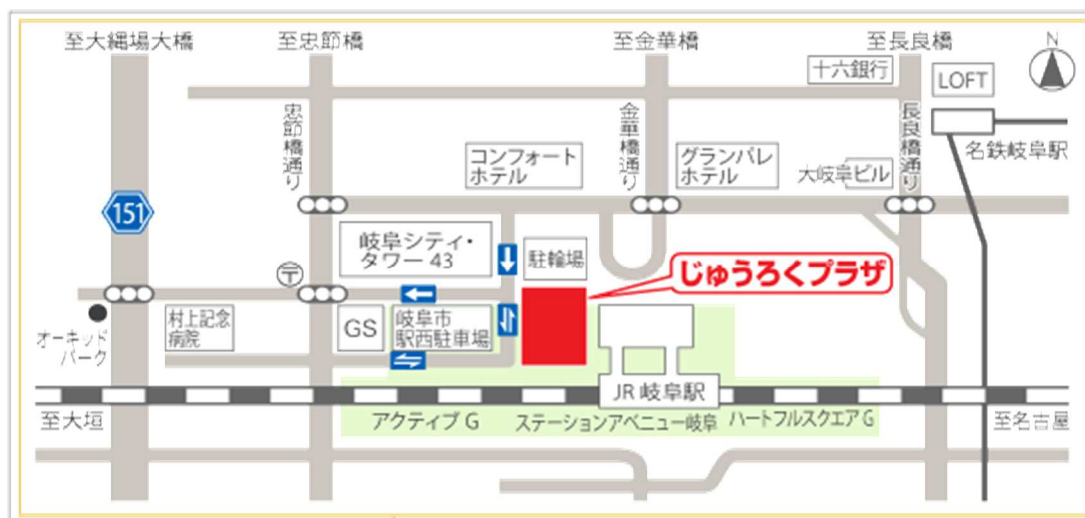 至大縄場大橋
至忠節橋
至金華橋
至長良橋
N
十六銀行
LOFT
忠節橋通り
金華橋通り
長良橋通り
名鉄岐阜駅
コンフォート
ホテル
グランパレ
ホテル
大岐阜ビル
151
岐阜シティ・
タワー 43
駐輪場
じゅうろくプラザ
〒
オーキッド
パーク
村上記念
病院
GS
岐阜市
駅西駐車場
JR 岐阜駅
至大垣
アクティブ G
ステーションアベニュー岐阜
ハートフルスクエア G
至名古屋